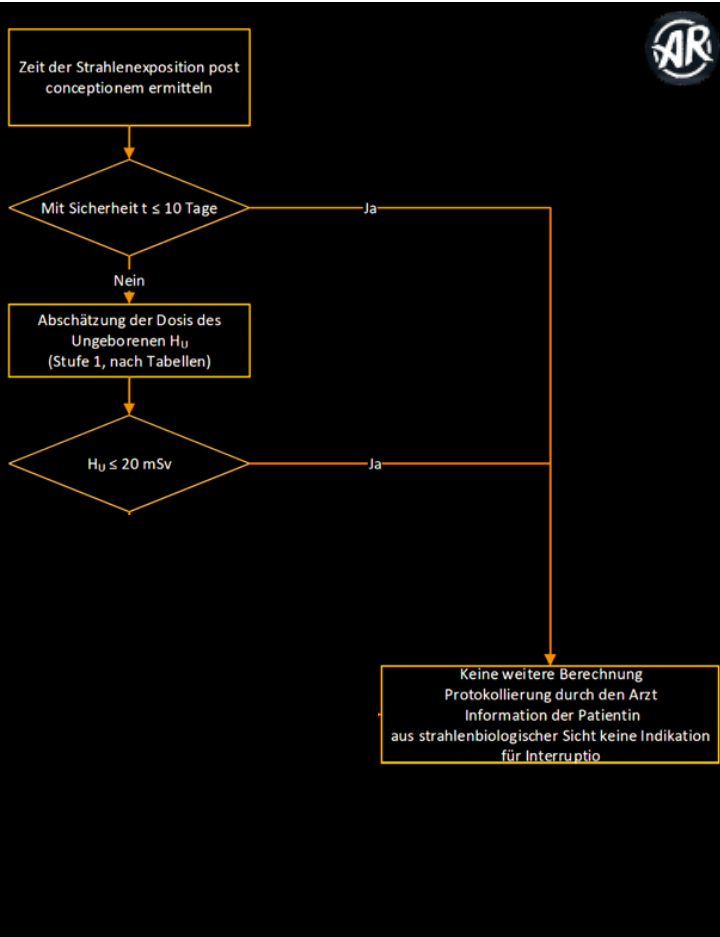 AR
Zeit der Strahlenexposition post
conceptionem ermitteln
Mit Sicherheit t ≤ 10 Tage
Ja
Nein
Abschätzung der Dosis des
Ungeborenen HU
(Stufe 1, nach Tabellen)
HU ≤ 20 mSv
Ja
Keine weitere Berechnung
Protokollierung durch den Arzt
Information der Patientin
aus strahlenbiologischer Sicht keine Indikation
für Interruptio